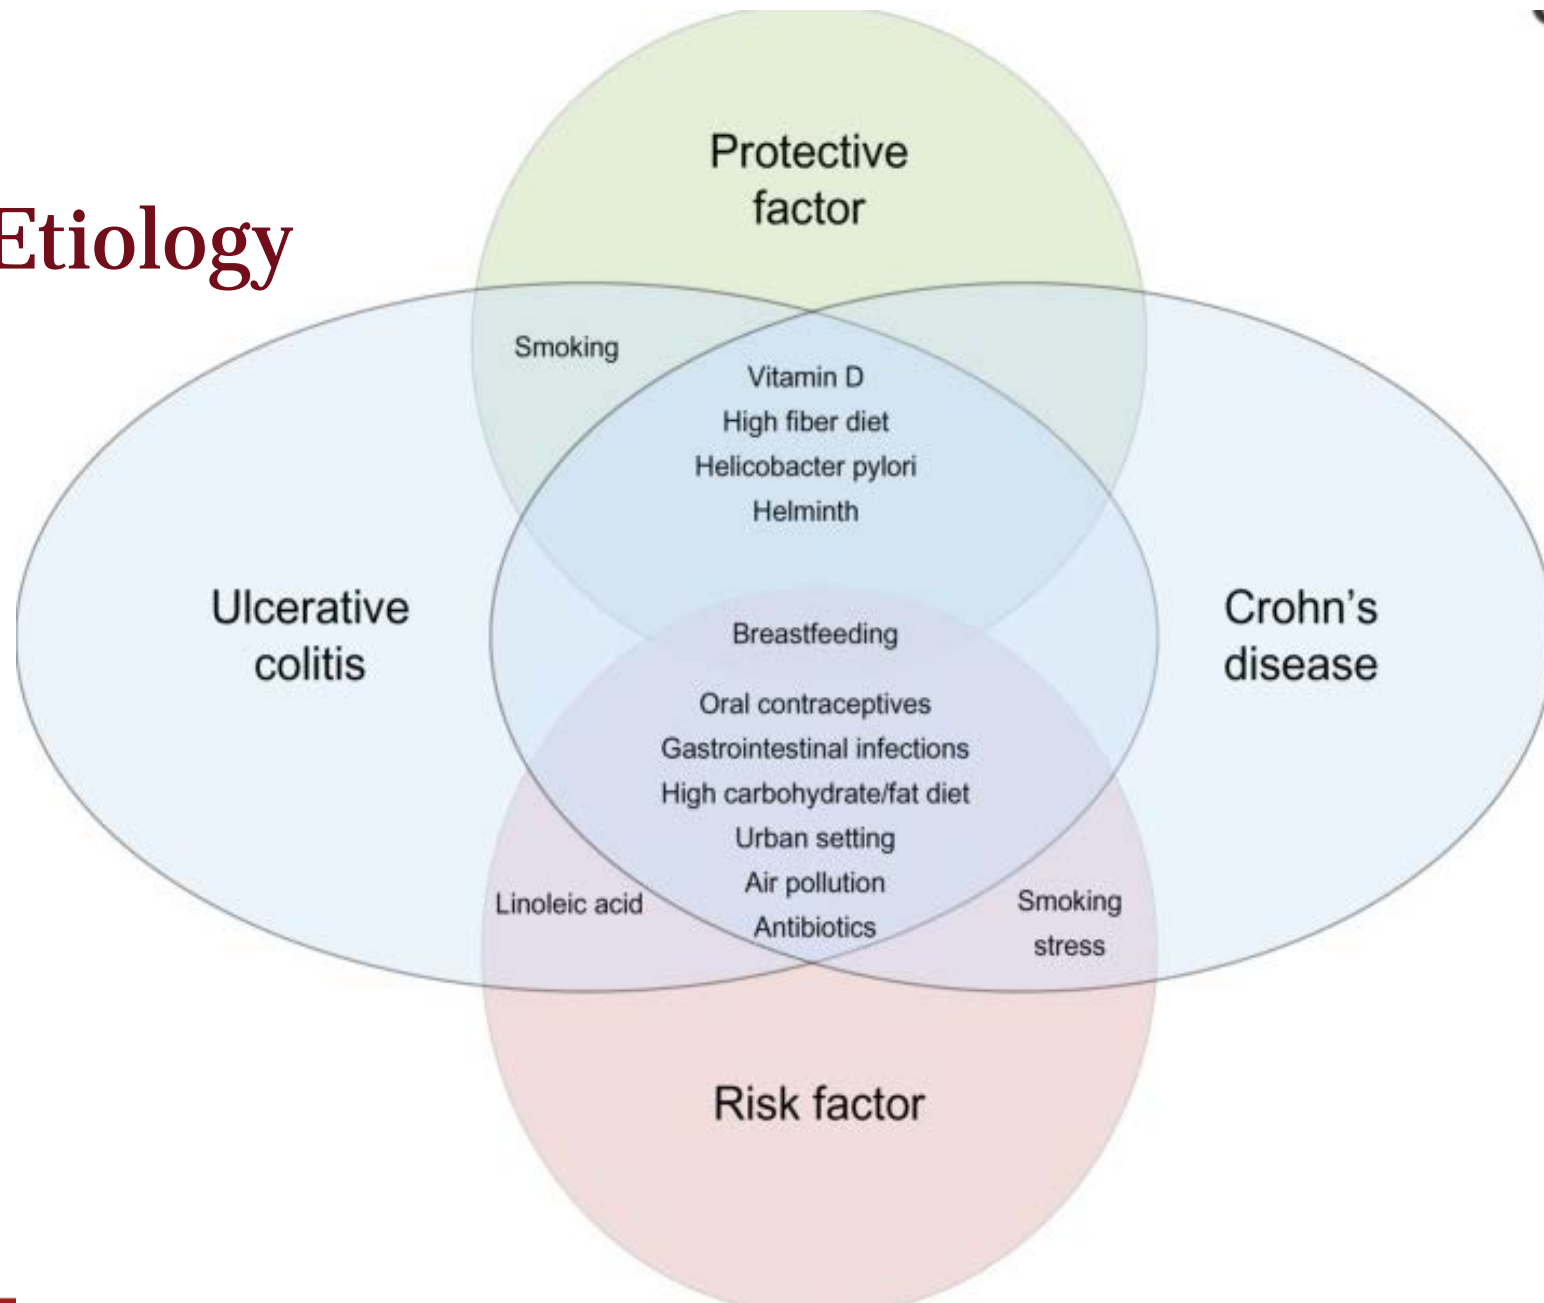 Protective
factor
Etiology
Smoking
Vitamin D
High fiber diet
Helicobacter pylori
Helminth
Ulcerative
colitis
Crohn’s
disease
Breastfeeding
Oral contraceptives
Gastrointestinal infections
High carbohydrate/fat diet
Urban setting
Air pollution
Antibiotics
Linoleic acid
Smoking
stress
Risk factor